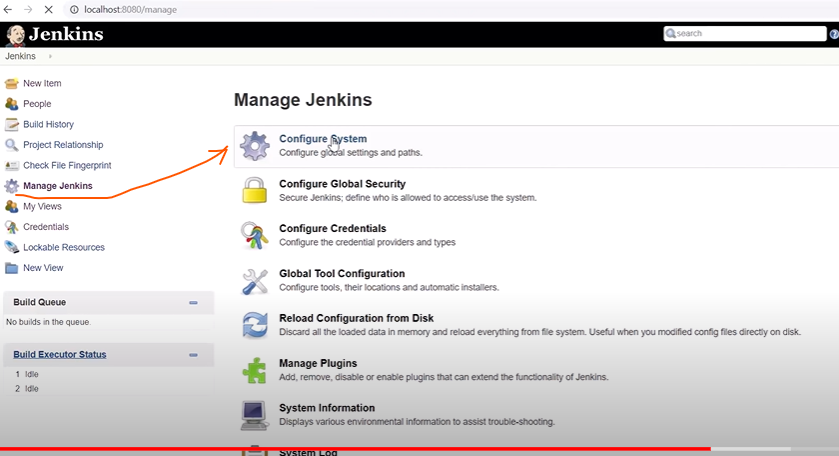 localhost:8080/manage
Jenkins
search
Jenkins
New Item
People
Build History
Project Relationship
Check File Fingerprint
Manage Jenkins
My Views
Credentials
Lockable Resources
New View
Build Queue
No builds in the queue.
Build Executor Status
1 Idle
2 Idle
Manage Jenkins
Configure System
Configure global settings and paths.
Configure Global Security
Secure Jenkins; define who is allowed to access/use the system.
Configure Credentials
Configure the credential providers and types
Global Tool Configuration
Configure tools, their locations and automatic installers.
Reload Configuration from Disk
Discard all the loaded data in memory and reload everything from file system. Useful when you modified config files directly on disk.
Manage Plugins
Add, remove, disable or enable plugins that can extend the functionality of Jenkins.
System Information
Displays various environmental information to assist trouble-shooting.
System Log